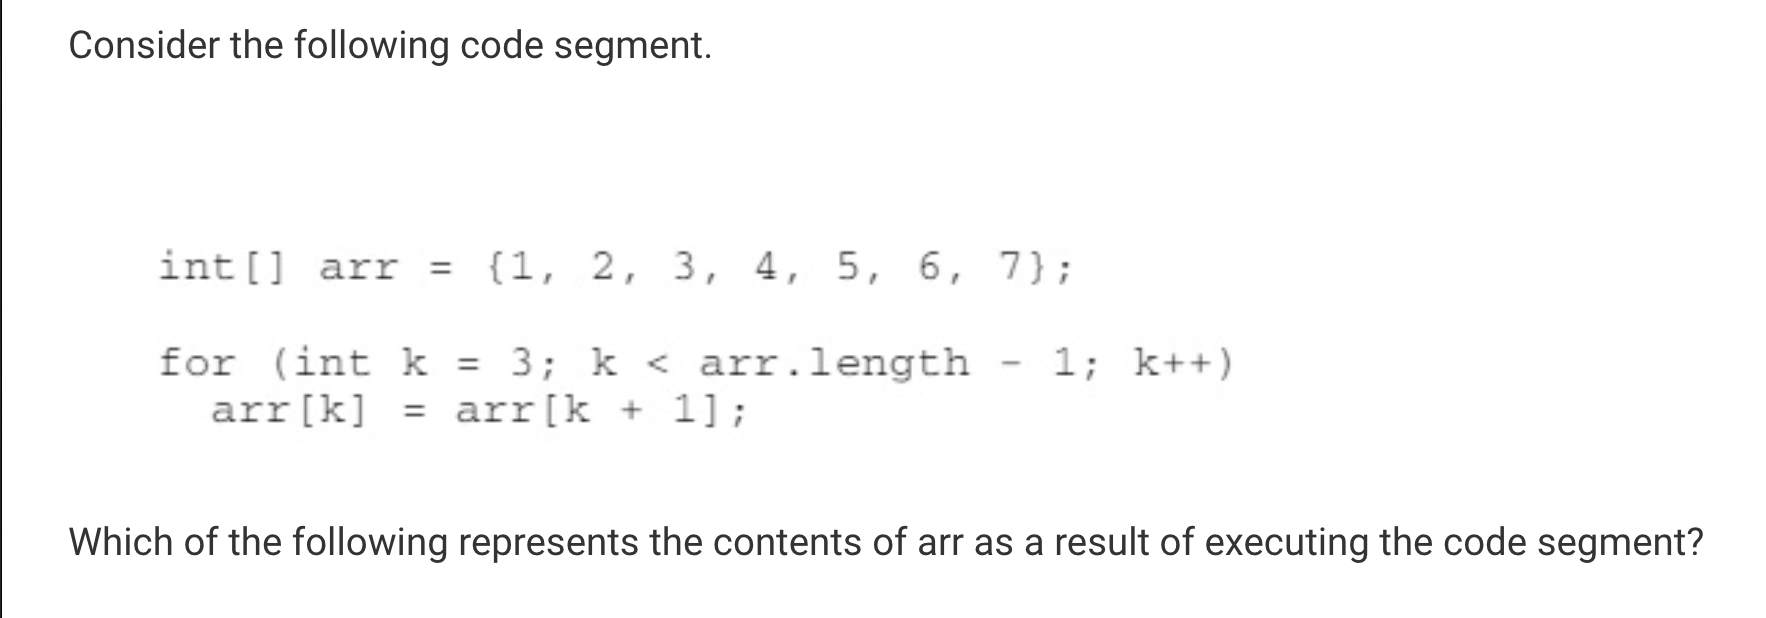 Consider the following code segment.
int[] arr = {1, 2, 3, 4, 5, 6, 7};
for (int k = 3; k < arr.length - 1; k++)
arr[k] = arr[k + 1];
Which of the following represents the contents of arr as a result of executing the code segment?